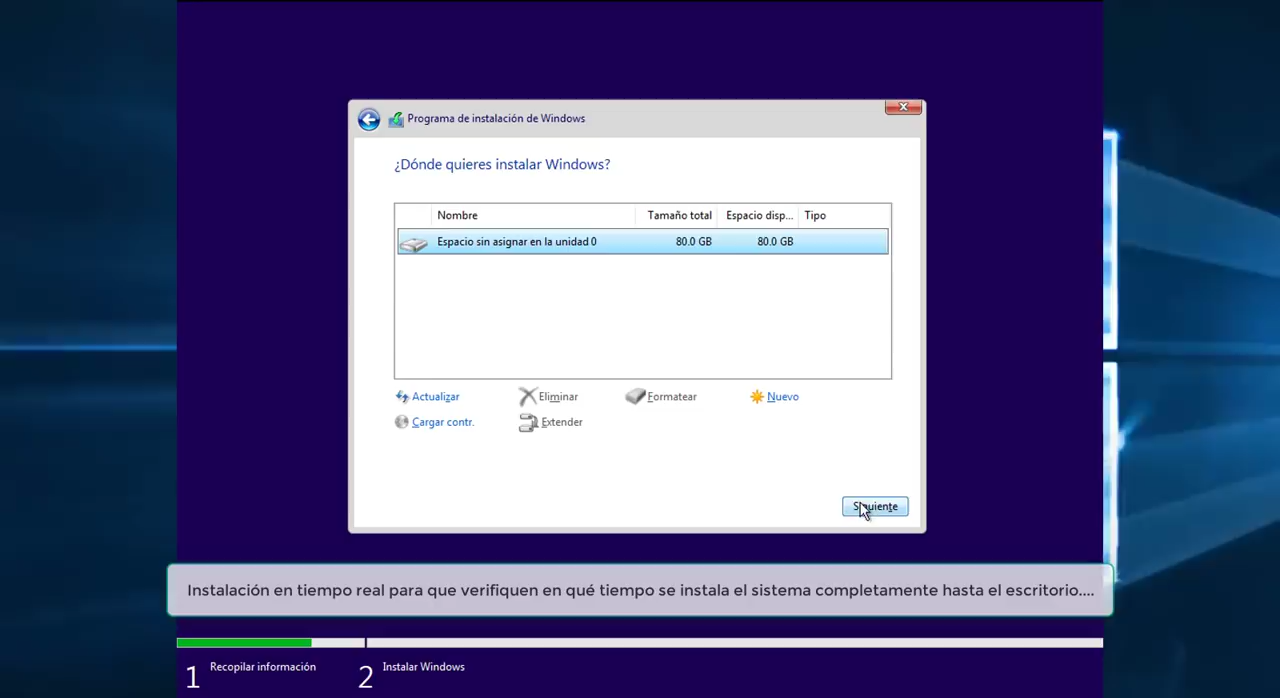 Programa de instalación de Windows
¿Dónde quieres instalar Windows?
Nombre Tamaño total Espacio disp... Tipo
Espacio sin asignar en la unidad 0 80.0 GB 80.0 GB
Actualizar Eliminar Formatear Nuevo
Cargar contr. Extender
Siguiente
Instalación en tiempo real para que verifiquen en qué tiempo se instala el sistema completamente hasta el escritorio....
1 Recopilar información 2 Instalar Windows